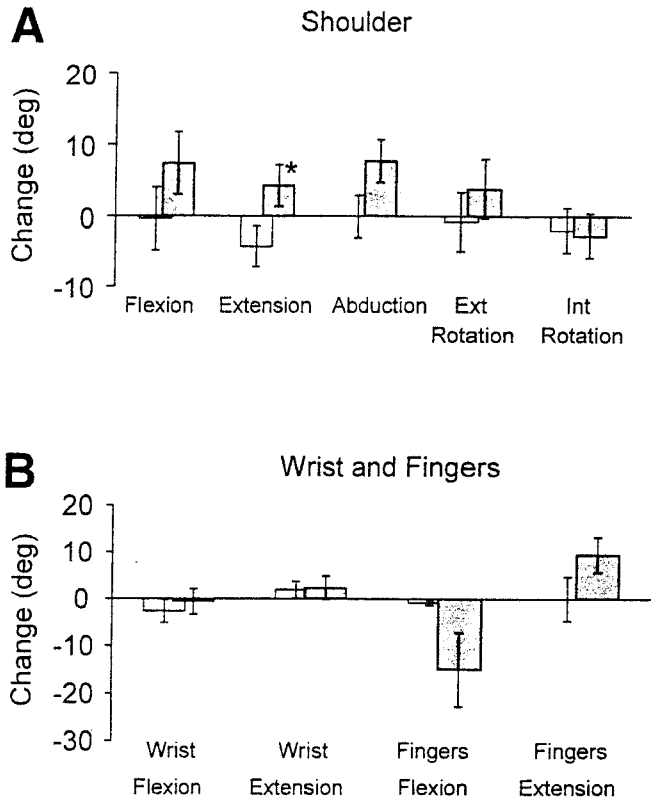 A
Shoulder
Change (deg)
20
10
0
-10
*
Flexion Extension Abduction Ext Int
Rotation Rotation
B
Wrist and Fingers
Change (deg)
20
10
0
-10
-20
-30
Wrist Wrist Fingers Fingers
Flexion Extension Flexion Extension